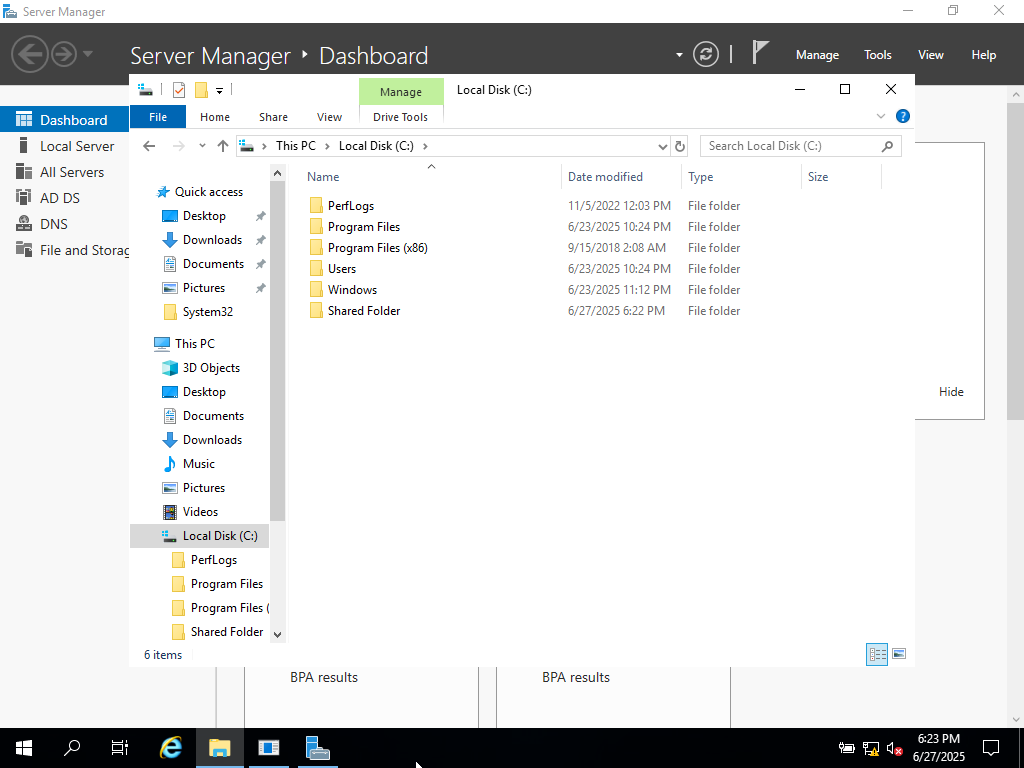 Server Manager
Server Manager Dashboard
Manage Tools View Help
Manage Local Disk (C:)
File Home Share View Drive Tools
This PC Local Disk (C:)
Search Local Disk (C:)
Dashboard
Local Server
All Servers
AD DS
DNS
File and Storag
Quick access
Desktop
Downloads
Documents
Pictures
System32
This PC
3D Objects
Desktop
Documents
Downloads
Music
Pictures
Videos
Local Disk (C:)
PerfLogs
Program Files
Program Files (
Shared Folder
Name Date modified Type Size
PerfLogs 11/5/2022 12:03 PM File folder
Program Files 6/23/2025 10:24 PM File folder
Program Files (x86) 9/15/2018 2:08 AM File folder
Users 6/23/2025 10:24 PM File folder
Windows 6/23/2025 11:12 PM File folder
Shared Folder 6/27/2025 6:22 PM File folder
Hide
6 items
BPA results BPA results
6:23 PM
6/27/2025